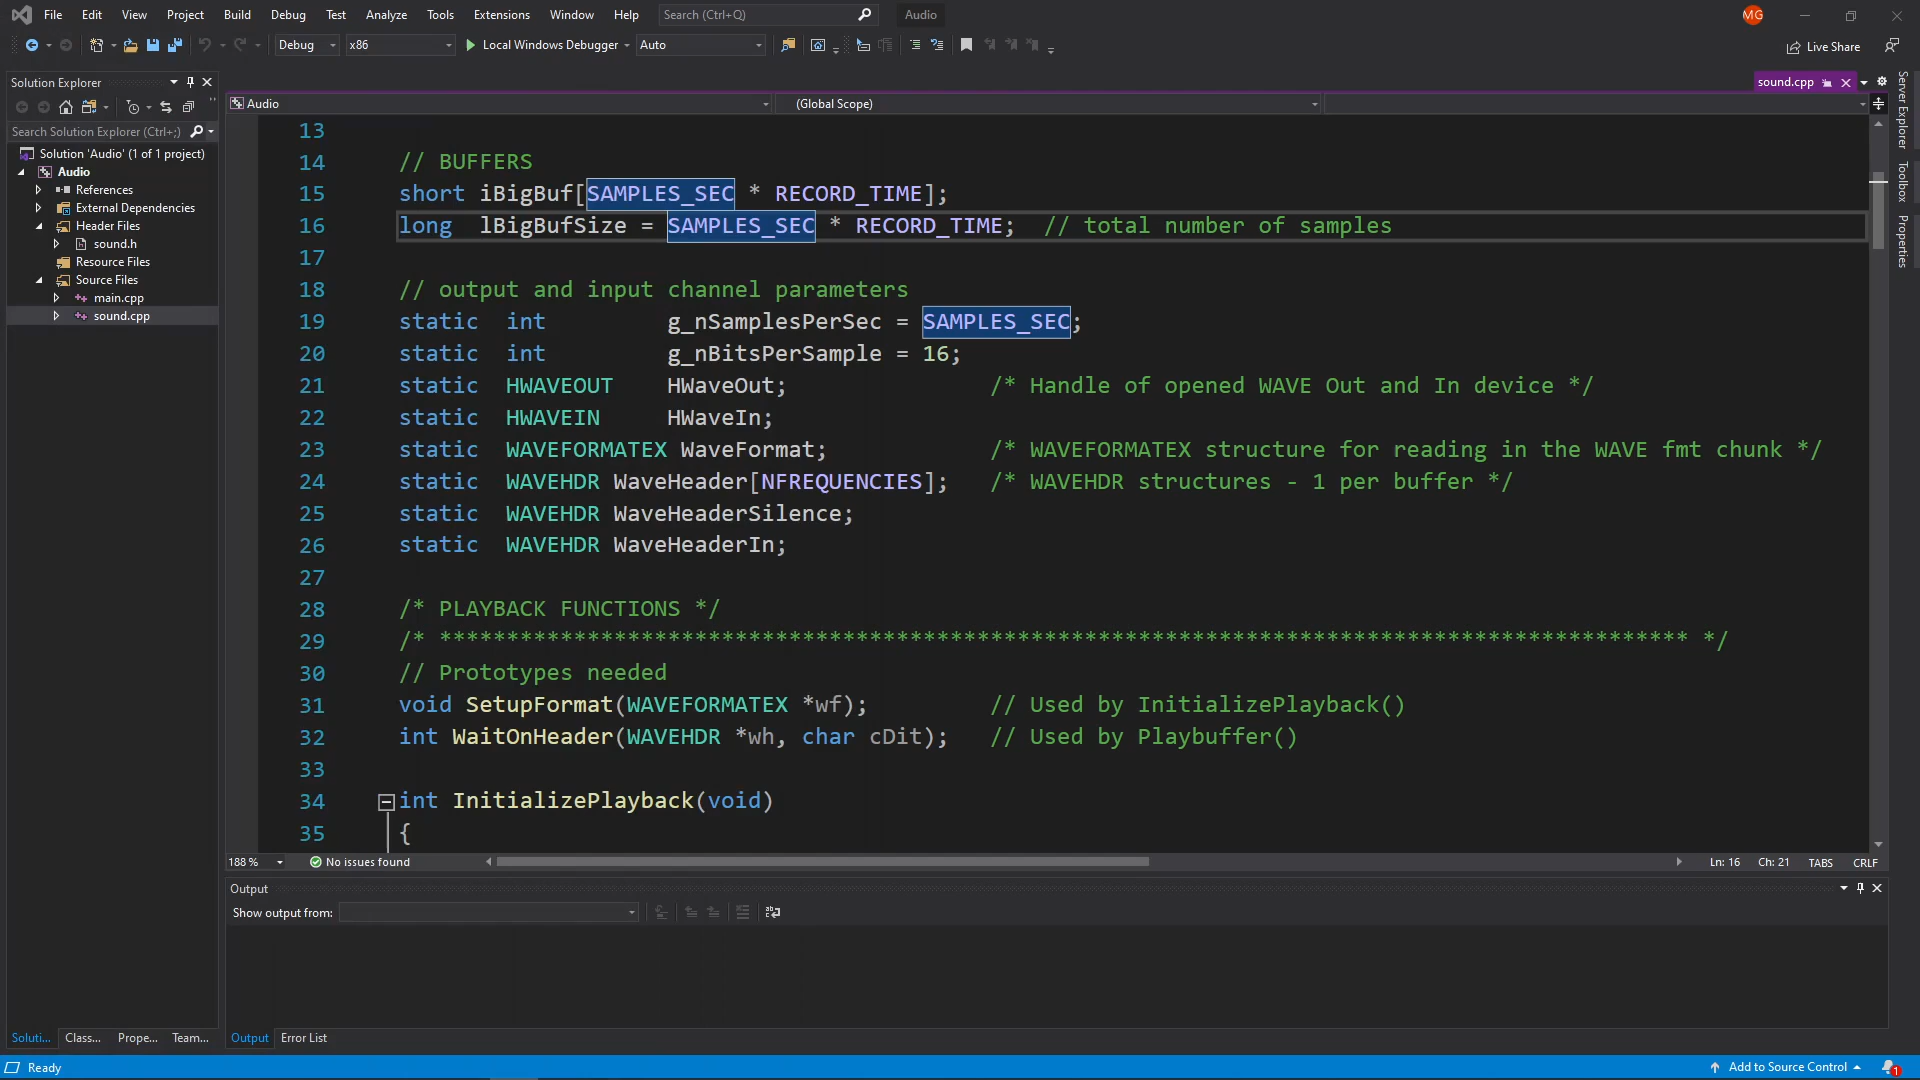 File Edit View Project Build Debug Test Analyze Tools Extensions Window Help Search (Ctrl+Q) Audio MG
Debug x86 Local Windows Debugger Auto Live Share
Solution Explorer
Search Solution Explorer (Ctrl+;)
Solution 'Audio' (1 of 1 project)
Audio
References
External Dependencies
Header Files
sound.h
Resource Files
Source Files
main.cpp
sound.cpp
Soluti... Class... Prope... Team...
sound.cpp
Audio (Global Scope)
13
14 // BUFFERS
15 short iBigBuf[SAMPLES_SEC * RECORD_TIME];
16 long lBigBufSize = SAMPLES_SEC * RECORD_TIME; // total number of samples
17
18 // output and input channel parameters
19 static int g_nSamplesPerSec = SAMPLES_SEC;
20 static int g_nBitsPerSample = 16;
21 static HWAVEOUT HWaveOut; /* Handle of opened WAVE Out and In device */
22 static HWAVEIN HWaveIn;
23 static WAVEFORMATEX WaveFormat; /* WAVEFORMATEX structure for reading in the WAVE fmt chunk */
24 static WAVEHDR WaveHeader[NFREQUENCIES]; /* WAVEHDR structures - 1 per buffer */
25 static WAVEHDR WaveHeaderSilence;
26 static WAVEHDR WaveHeaderIn;
27
28 /* PLAYBACK FUNCTIONS */
29 /* ********************************************************************************************* */
30 // Prototypes needed
31 void SetupFormat(WAVEFORMATEX *wf); // Used by InitializePlayback()
32 int WaitOnHeader(WAVEHDR *wh, char cDit); // Used by Playbuffer()
33
34 int InitializePlayback(void)
35 {
188 % No issues found Ln: 16 Ch: 21 TABS CRLF
Output
Show output from:
Output Error List
Server Explorer
Toolbox
Properties
Ready Add to Source Control 1